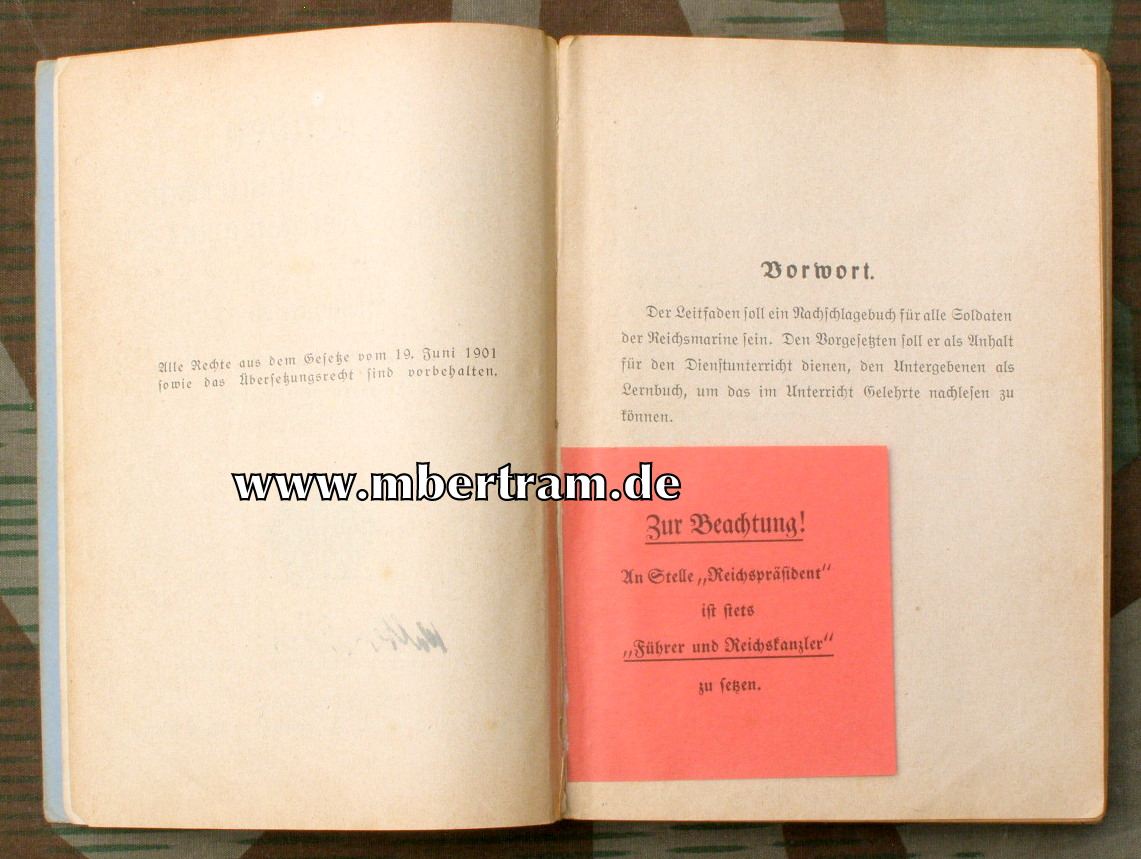 Alle Rechte aus dem Gesetze vom 19. Juni 1901
sowie das Übersetzungsrecht sind vorbehalten.
Vorwort.
Der Leitfaden soll ein Nachschlagebuch für alle Soldaten
der Reichsmarine sein. Den Vorgesetzten soll er als Anhalt
für den Dienstunterricht dienen, den Untergebenen als
Lernbuch, um das im Unterricht Gelehrte nachlesen zu
können.
www.mbertram.de
Zur Beachtung!
An Stelle „Reichspräsident"
ist stets
„Führer und Reichskanzler"
zu setzen.